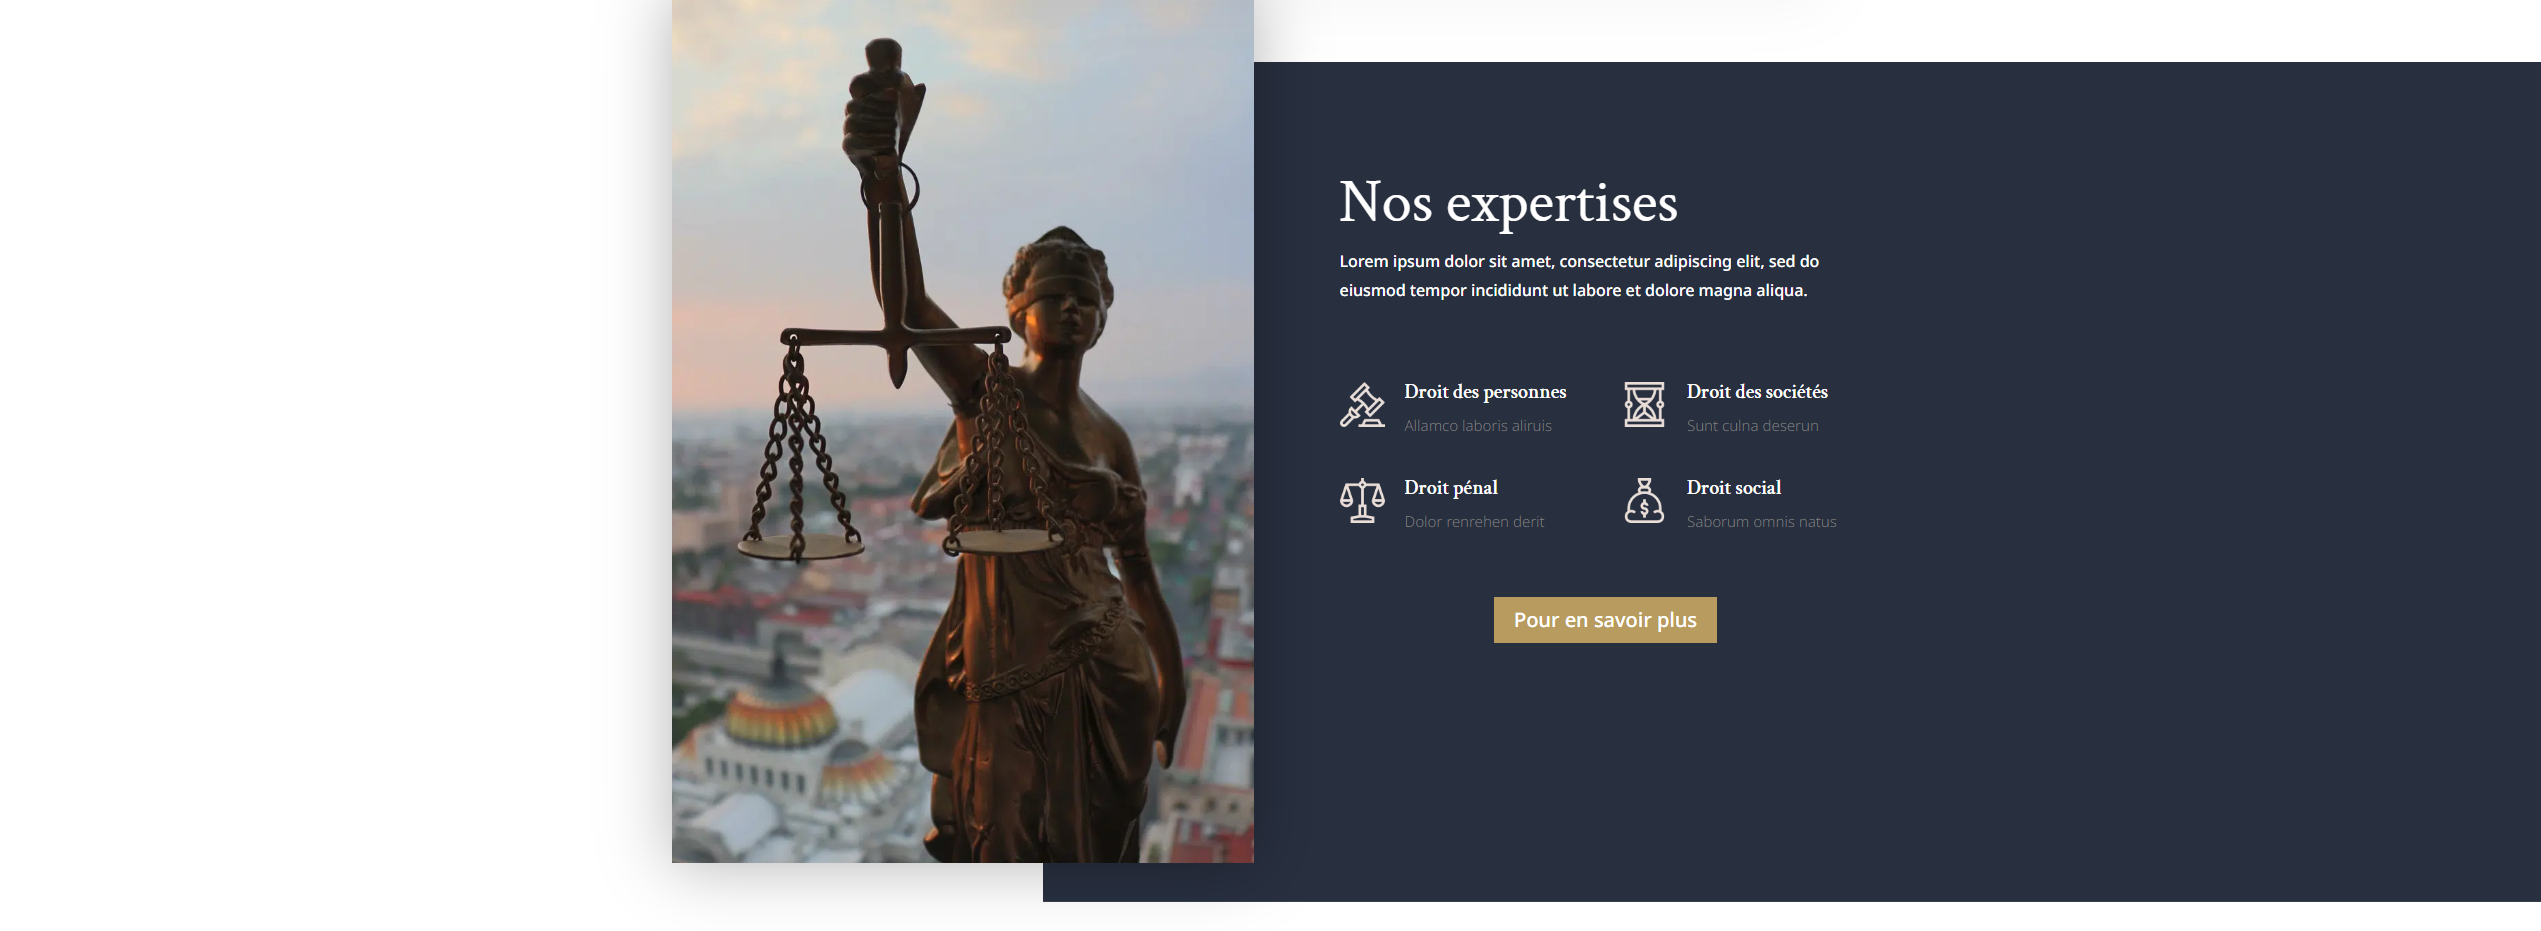 Nos expertises
Lorem ipsum dolor sit amet, consectetur adipiscing elit, sed do
eiusmod tempor incididunt ut labore et dolore magna aliqua.
Droit des personnes
Allamco laboris aliruis
Droit des sociétés
Sunt culna deserun
Droit pénal
Dolor renrehen derit
Droit social
Saborum omnis natus
Pour en savoir plus